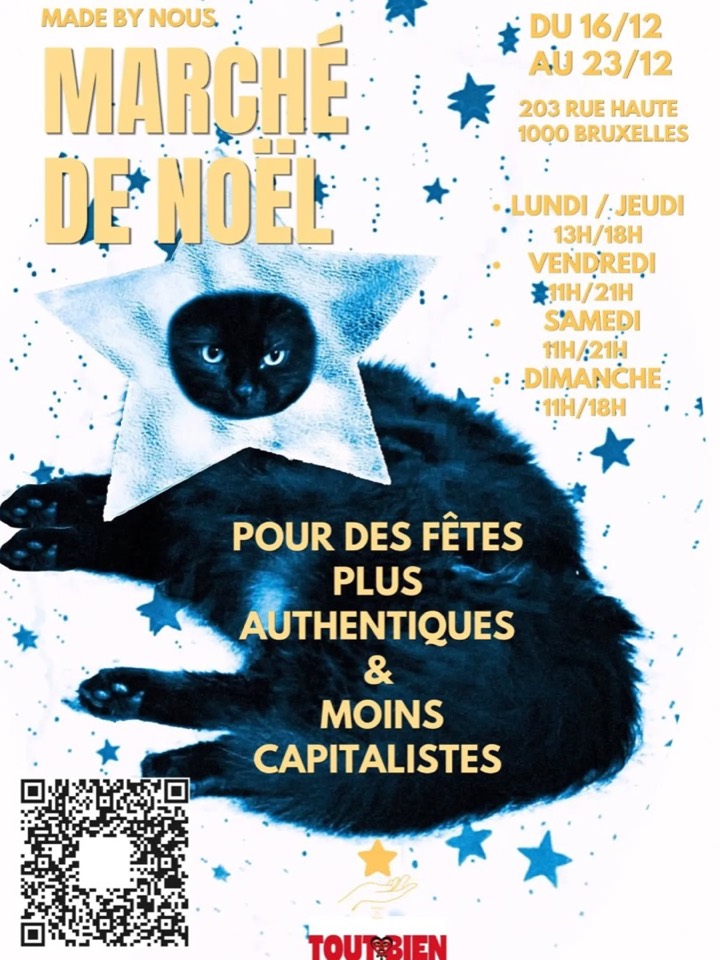 MADE BY NOUS
MARCHÉ
DE NOËL
DU 16/12
AU 23/12
203 RUE HAUTE
1000 BRUXELLES
• LUNDI / JEUDI
13H/18H
• VENDREDI
11H/21H
• SAMEDI
11H/21H
• DIMANCHE
11H/18H
POUR DES FÊTES
PLUS
AUTHENTIQUES
&
MOINS
CAPITALISTES
TOUT BIEN